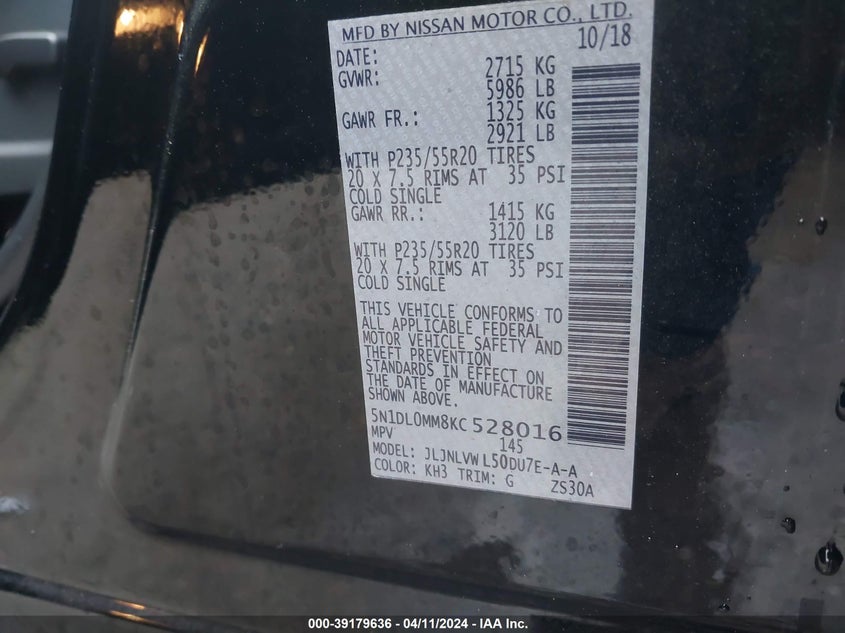 MFD BY NISSAN MOTOR CO., LTD.
DATE: 10/18
GVWR: 2715 KG
5986 LB
GAWR FR.: 1325 KG
2921 LB
WITH P235/55R20 TIRES
20 X 7.5 RIMS AT 35 PSI
COLD SINGLE
GAWR RR.: 1415 KG
3120 LB
WITH P235/55R20 TIRES
20 X 7.5 RIMS AT 35 PSI
COLD SINGLE
THIS VEHICLE CONFORMS TO
ALL APPLICABLE FEDERAL
MOTOR VEHICLE SAFETY AND
THEFT PREVENTION
STANDARDS IN EFFECT ON
THE DATE OF MANUFACTURE
SHOWN ABOVE.
5N1DL0MM8KC 528016
MPV 145
MODEL: JLJNLVW L50DU7E-A-A
COLOR: KH3 TRIM: G ZS30A
000-39179636 - 04/11/2024 - IAA Inc.